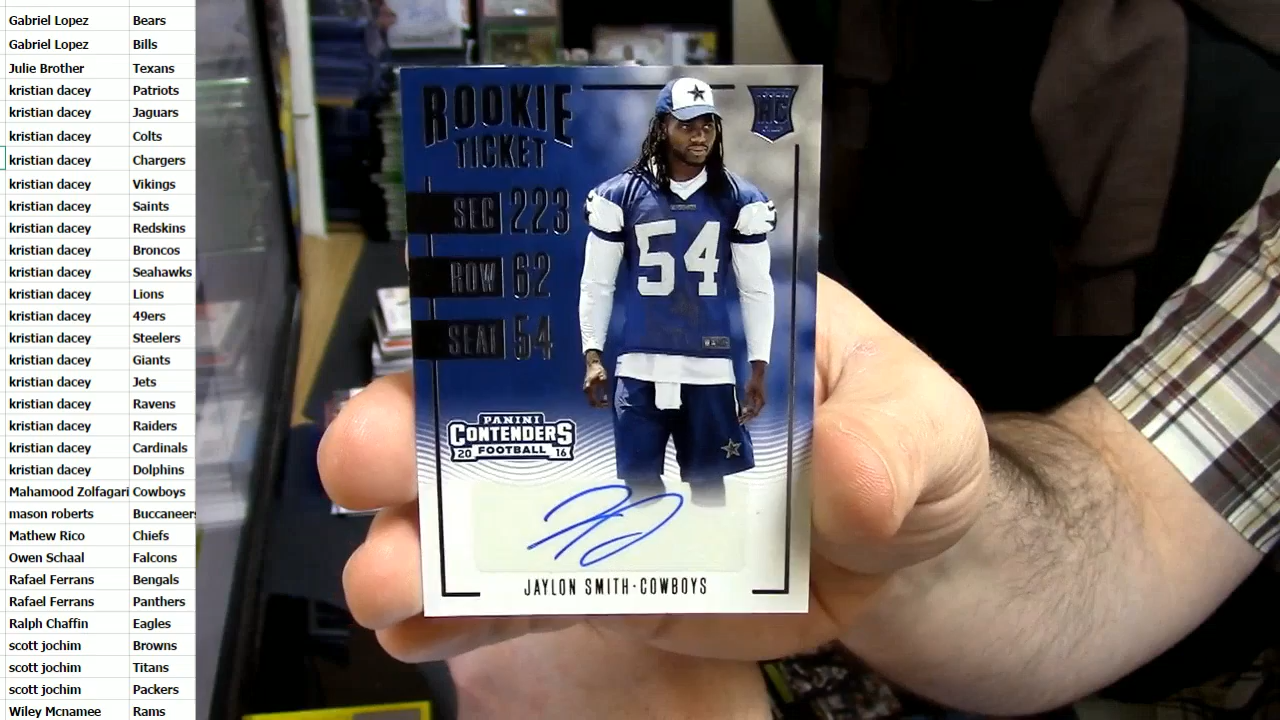 Gabriel Lopez Bears
Gabriel Lopez Bills
Julie Brother Texans
kristian dacey Patriots
kristian dacey Jaguars
kristian dacey Colts
kristian dacey Chargers
kristian dacey Vikings
kristian dacey Saints
kristian dacey Redskins
kristian dacey Broncos
kristian dacey Seahawks
kristian dacey Lions
kristian dacey 49ers
kristian dacey Steelers
kristian dacey Giants
kristian dacey Jets
kristian dacey Ravens
kristian dacey Raiders
kristian dacey Cardinals
kristian dacey Dolphins
Mahamood Zolfagari Cowboys
mason roberts Buccaneers
Mathew Rico Chiefs
Owen Schaal Falcons
Rafael Ferrans Bengals
Rafael Ferrans Panthers
Ralph Chaffin Eagles
scott jochim Browns
scott jochim Titans
scott jochim Packers
Wiley Mcnamee Rams
ROOKIE
TICKET
SEC 223
ROW 62
SEAT 54
RC
54
PANINI
CONTENDERS
20 FOOTBALL 16
JAYLON SMITH·COWBOYS